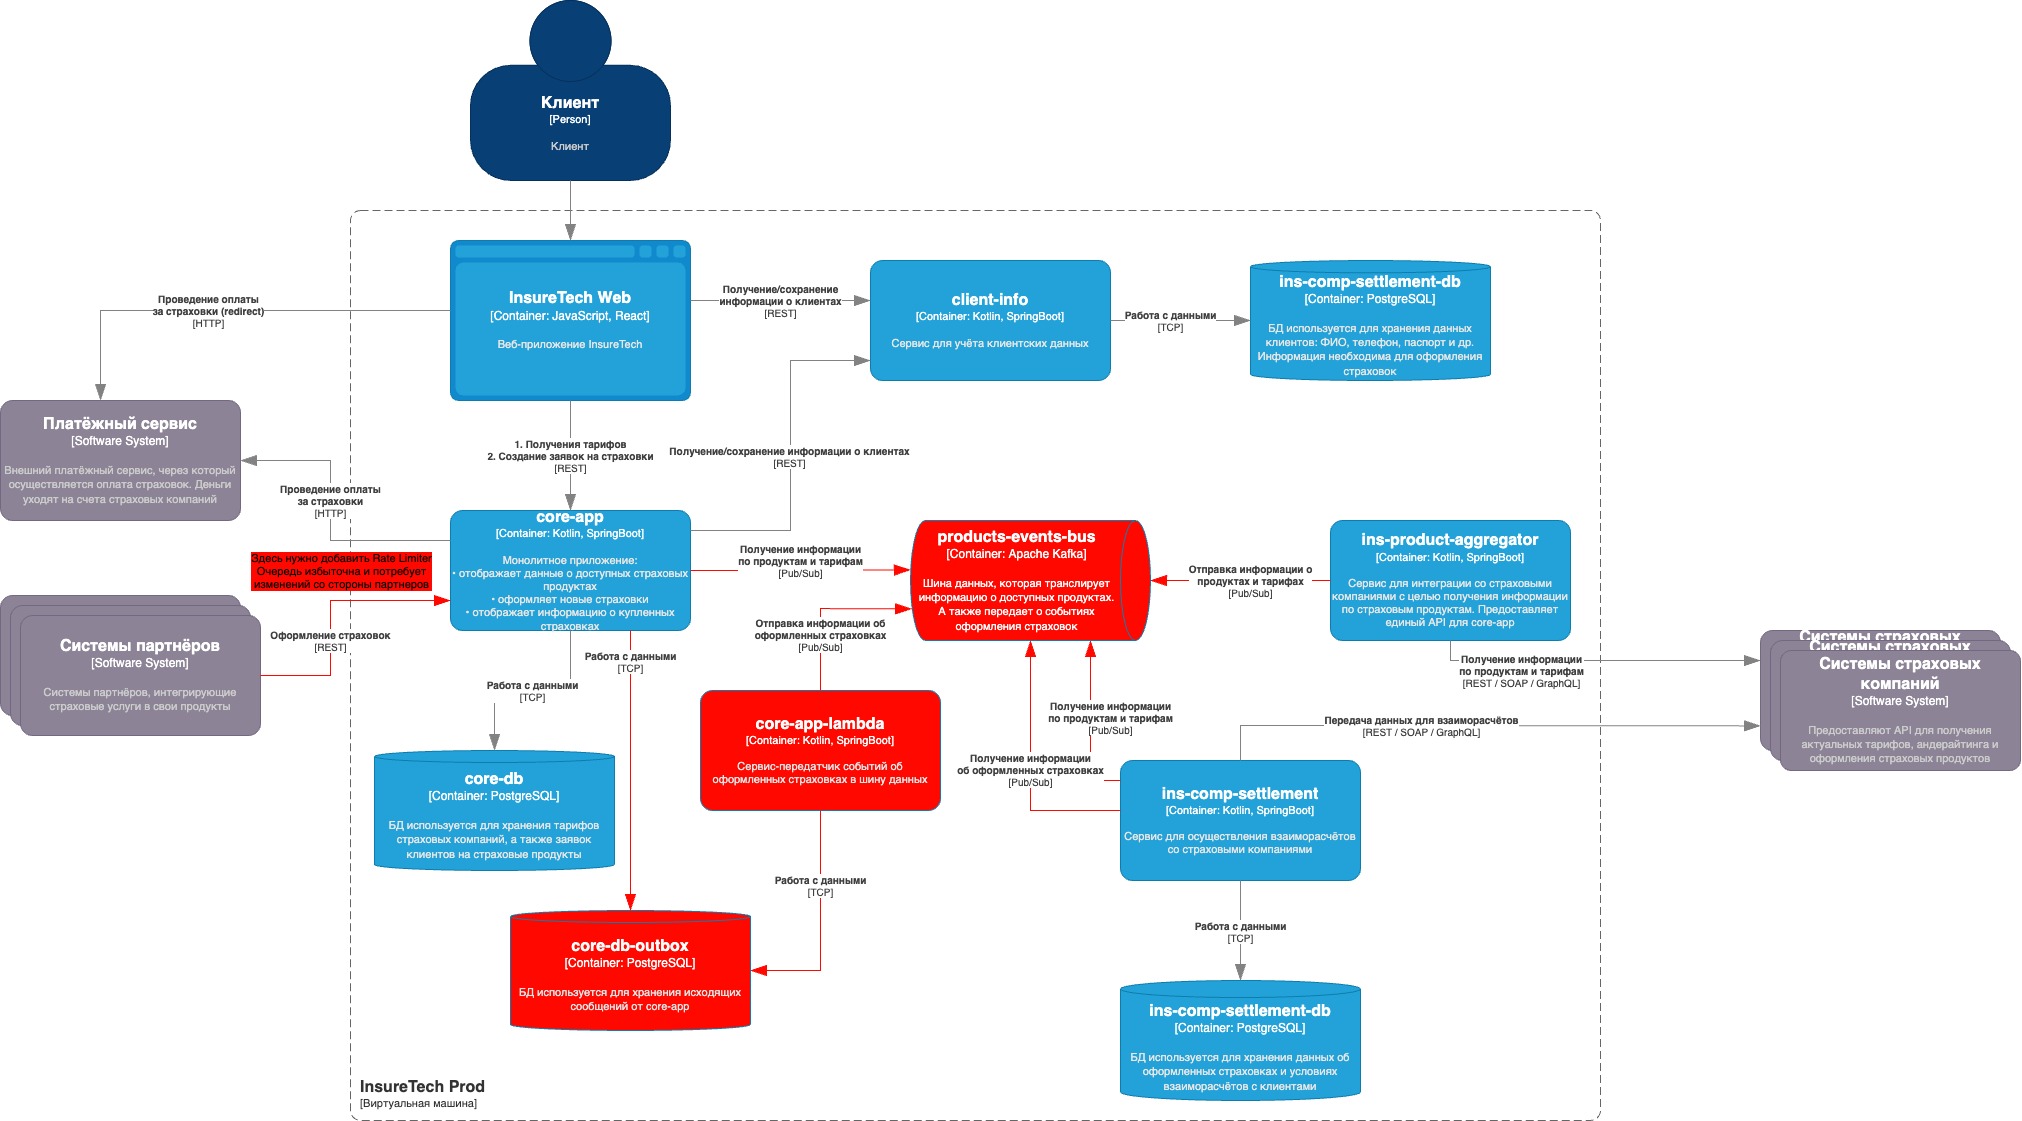 Клиент
[Person]
Клиент
InsureTech Web
[Container: JavaScript, React]
Веб-приложение InsureTech
Получение/сохранение
информации о клиентах
[REST]
client-info
[Container: Kotlin, SpringBoot]
Сервис для учёта клиентских данных
Работа с данными
[TCP]
ins-comp-settlement-db
[Container: PostgreSQL]
БД используется для хранения данных
клиентов: ФИО, телефон, паспорт и др.
Информация необходима для оформления
страховок
Проведение оплаты
за страховки (redirect)
[HTTP]
Платёжный сервис
[Software System]
Внешний платёжный сервис, через который
осуществляется оплата страховок. Деньги
уходят на счета страховых компаний
1. Получения тарифов
2. Создание заявок на страховки
[REST]
Получение/сохранение информации о клиентах
[REST]
Проведение оплаты
за страховки
[HTTP]
core-app
[Container: Kotlin, SpringBoot]
Монолитное приложение:
• отображает данные о доступных страховых
продуктах
• оформляет новые страховки
• отображает информацию о купленных
страховках
Здесь нужно добавить Rate Limiter
Очередь избыточна и потребует
изменений со стороны партнеров
Оформление страховок
[REST]
Системы партнёров
[Software System]
Системы партнёров, интегрирующие
страховые услуги в свои продукты
Получение информации
по продуктам и тарифам
[Pub/Sub]
products-events-bus
[Container: Apache Kafka]
Шина данных, которая транслирует
информацию о доступных продуктах.
А также передает о событиях
оформления страховок
Отправка информации о
продуктах и тарифах
[Pub/Sub]
ins-product-aggregator
[Container: Kotlin, SpringBoot]
Сервис для интеграции со страховыми
компаниями с целью получения информации
по страховым продуктам. Предоставляет
единый API для core-app
Отправка информации об
оформленных страховках
[Pub/Sub]
Работа с данными
[TCP]
Работа с данными
[TCP]
Получение информации
по продуктам и тарифам
[REST / SOAP / GraphQL]
Системы страховых
Системы страховых
Системы страховых
компаний
[Software System]
Предоставляют API для получения
актуальных тарифов, андерайтинга и
оформления страховых продуктов
core-app-lambda
[Container: Kotlin, SpringBoot]
Сервис-передатчик событий об
оформленных страховках в шину данных
Получение информации
по продуктам и тарифам
[Pub/Sub]
Передача данных для взаиморасчётов
[REST / SOAP / GraphQL]
Получение информации
об оформленных страховках
[Pub/Sub]
core-db
[Container: PostgreSQL]
БД используется для хранения тарифов
страховых компаний, а также заявок
клиентов на страховые продукты
ins-comp-settlement
[Container: Kotlin, SpringBoot]
Сервис для осуществления взаиморасчётов
со страховыми компаниями
Работа с данными
[TCP]
Работа с данными
[TCP]
core-db-outbox
[Container: PostgreSQL]
БД используется для хранения исходящих
сообщений от core-app
ins-comp-settlement-db
[Container: PostgreSQL]
БД используется для хранения данных об
оформленных страховках и условиях
взаиморасчётов с клиентами
InsureTech Prod
[Виртуальная машина]